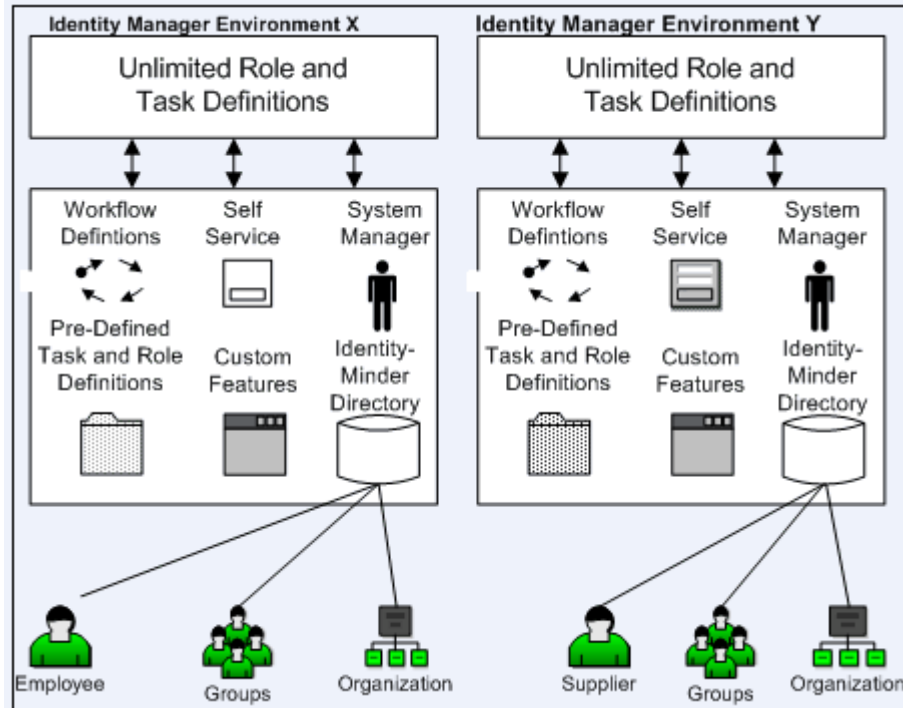 Identity Manager Environment X
Unlimited Role and
Task Definitions
Workflow
Defintions
Self
Service
System
Manager
Pre-Defined
Task and Role
Definitions
Custom
Features
Identity-
Minder
Directory
Employee
Groups
Organization
Identity Manager Environment Y
Unlimited Role and
Task Definitions
Workflow
Defintions
Self
Service
System
Manager
Pre-Defined
Task and Role
Definitions
Custom
Features
Identity-
Minder
Directory
Supplier
Groups
Organization